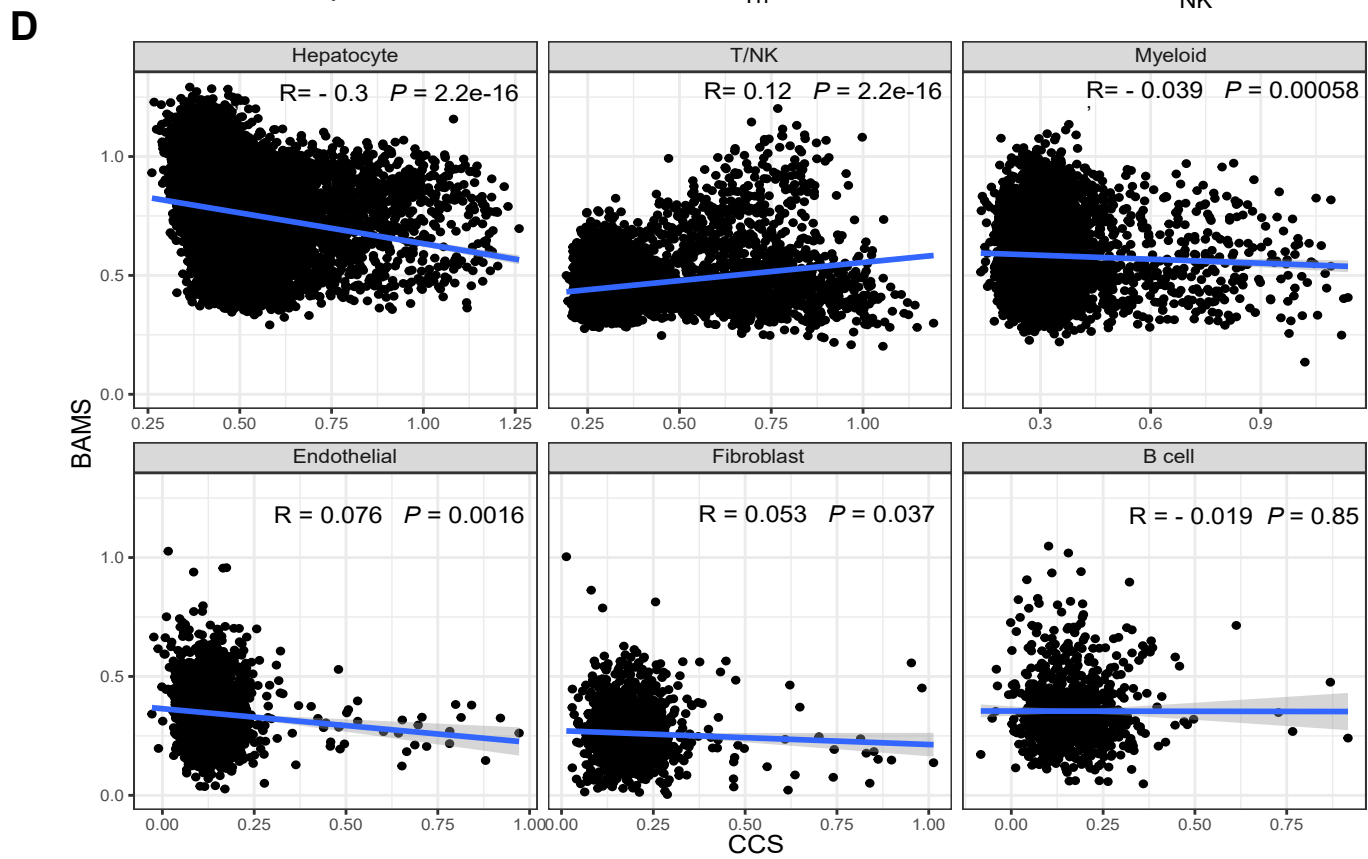 m
NK
D
Hepatocyte
T/NK
Myeloid
R= - 0.3 P = 2.2e-16
R= 0.12 P = 2.2e-16
R= - 0.039 P = 0.00058
,
1.0
0.5
0.0
0.25 0.50 0.75 1.00 1.25
0.25 0.50 0.75 1.00
0.3 0.6 0.9
BAMS
Endothelial
Fibroblast
B cell
R = 0.076 P = 0.0016
R = 0.053 P = 0.037
R = - 0.019 P = 0.85
1.0
0.5
0.0
0.00 0.25 0.50 0.75 1.00
0.00 0.25 0.50 0.75 1.00
0.00 0.25 0.50 0.75
CCS